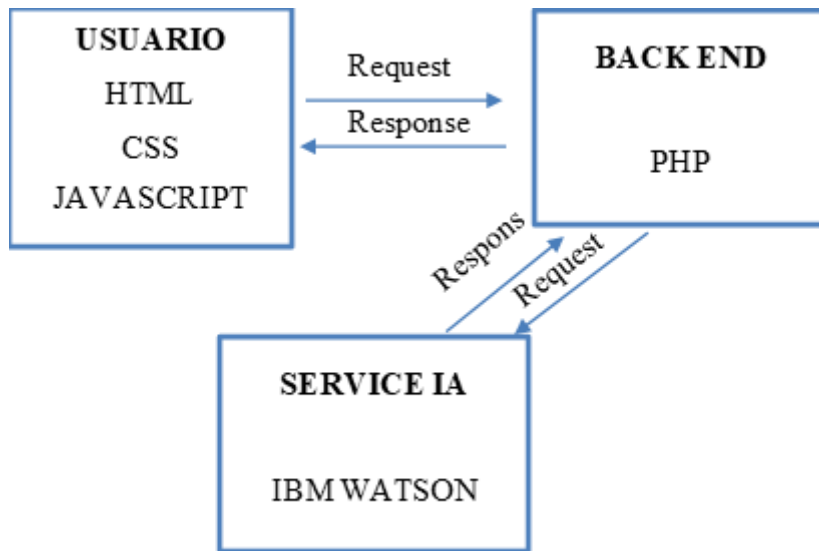 USUARIO
HTML
CSS
JAVASCRIPT
Request
Response
BACK END
PHP
Respons
Request
SERVICE IA
IBM WATSON